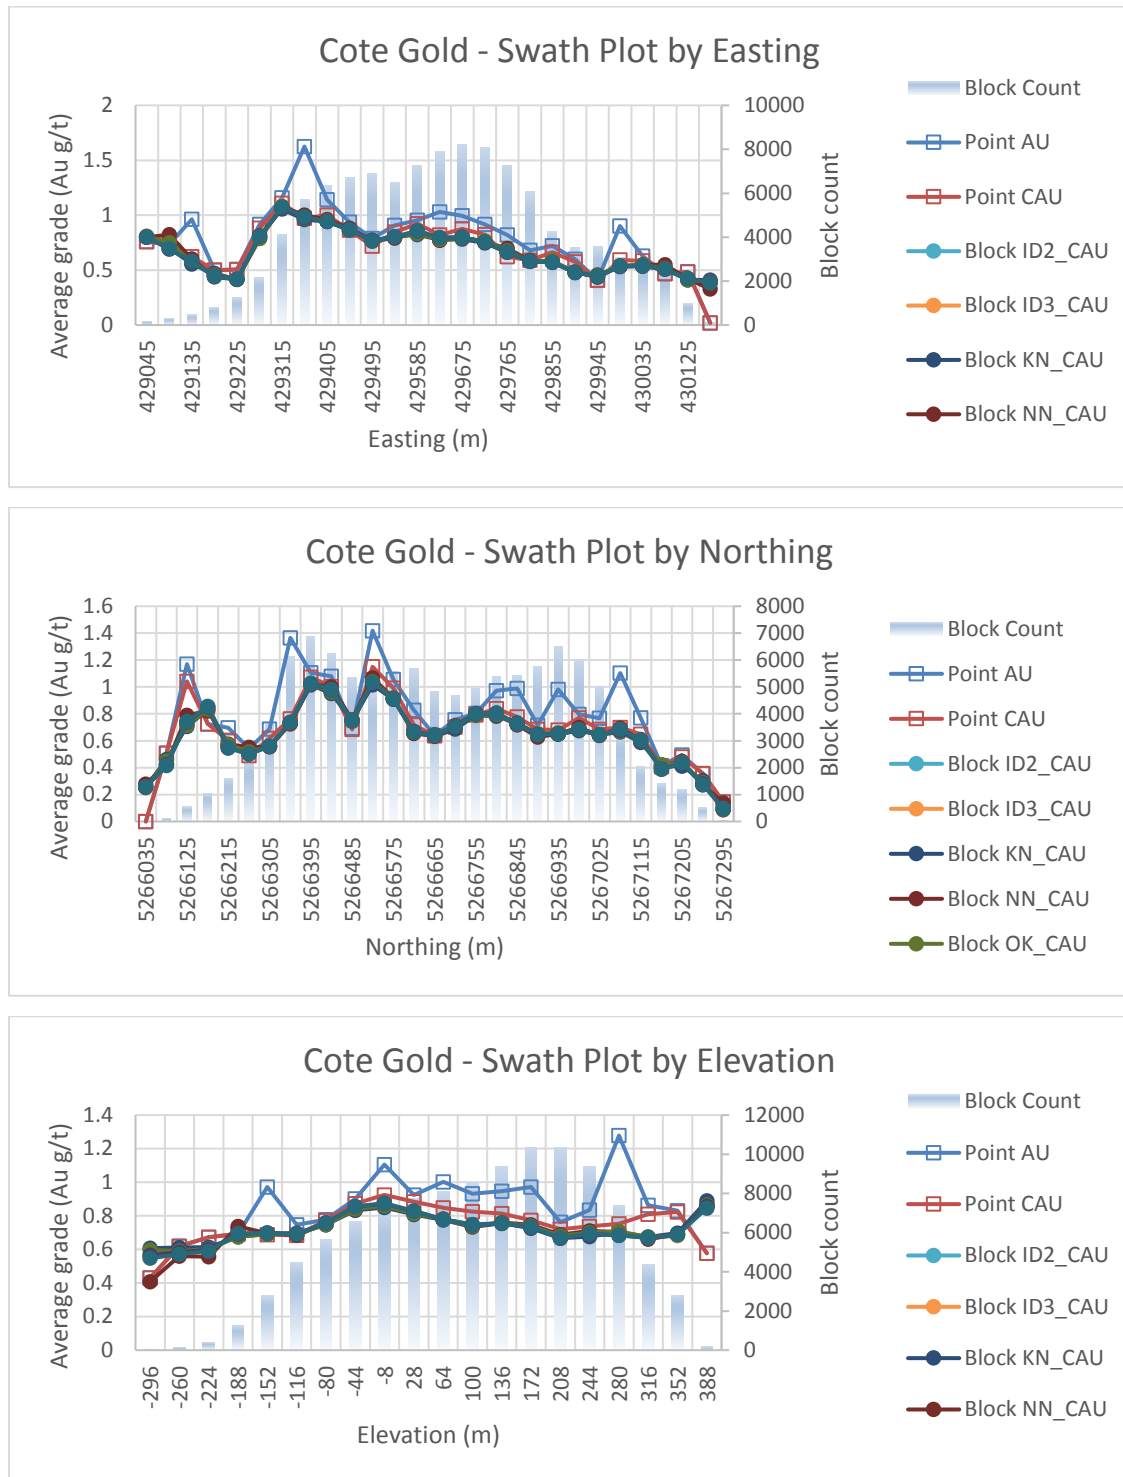 Cote Gold - Swath Plot by Easting
Average grade (Au g/t)
2
1.5
1
0.5
0
10000
8000
6000
4000
2000
0
Block count
429045
429135
429225
429315
429405
429495
429585
429675
429765
429855
429945
430035
430125
Easting (m)
Block Count
Point AU
Point CAU
Block ID2_CAU
Block ID3_CAU
Block KN_CAU
Block NN_CAU
Cote Gold - Swath Plot by Northing
Average grade (Au g/t)
1.6
1.4
1.2
1
0.8
0.6
0.4
0.2
0
8000
7000
6000
5000
4000
3000
2000
1000
0
Block count
5266035
5266125
5266215
5266305
5266395
5266485
5266575
5266665
5266755
5266845
5266935
5267025
5267115
5267205
5267295
Northing (m)
Block Count
Point AU
Point CAU
Block ID2_CAU
Block ID3_CAU
Block KN_CAU
Block NN_CAU
Block OK_CAU
Cote Gold - Swath Plot by Elevation
Average grade (Au g/t)
1.4
1.2
1
0.8
0.6
0.4
0.2
0
12000
10000
8000
6000
4000
2000
0
Block count
-296
-260
-224
-188
-152
-116
-80
-44
-8
28
64
100
136
172
208
244
280
316
352
388
Elevation (m)
Block Count
Point AU
Point CAU
Block ID2_CAU
Block ID3_CAU
Block KN_CAU
Block NN_CAU